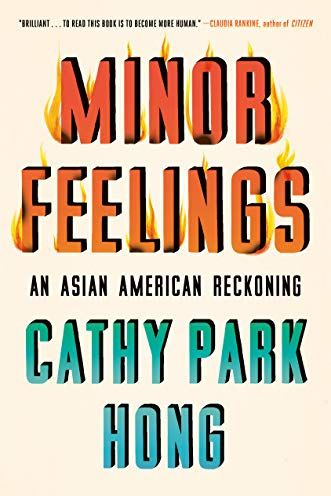 "BRILLIANT . . . TO READ THIS BOOK IS TO BECOME MORE HUMAN." —CLAUDIA RANKINE, author of CITIZEN
MINOR
FEELINGS
AN ASIAN AMERICAN RECKONING
CATHY PARK
HONG